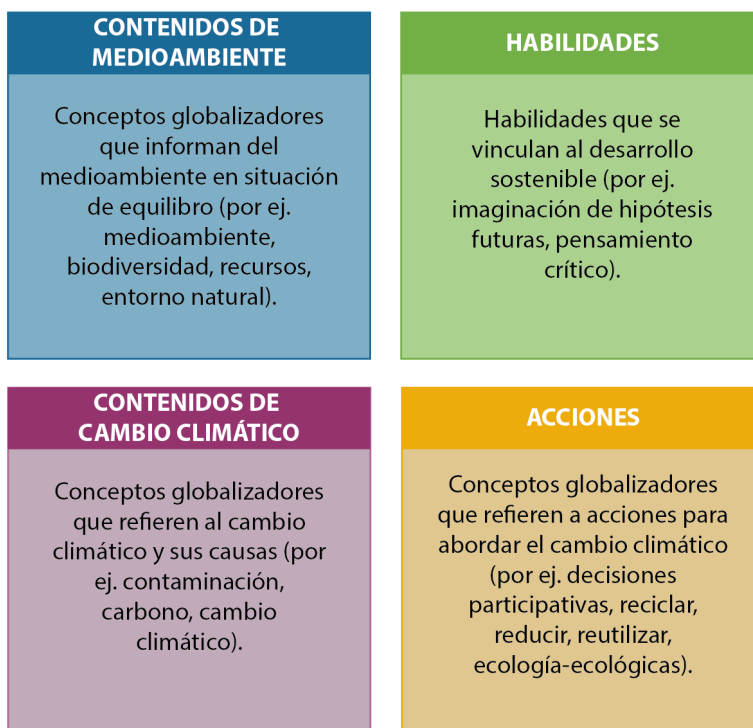 CONTENIDOS DE
MEDIOAMBIENTE
Conceptos globalizadores
que informan del
medioambiente en situación
de equilibro (por ej.
medioambiente,
biodiversidad, recursos,
entorno natural).
HABILIDADES
Habilidades que se
vinculan al desarrollo
sostenible (por ej.
imaginación de hipótesis
futuras, pensamiento
crítico).
CONTENIDOS DE
CAMBIO CLIMÁTICO
Conceptos globalizadores
que refieren al cambio
climático y sus causas (por
ej. contaminación,
carbono, cambio
climático).
ACCIONES
Conceptos globalizadores
que refieren a acciones para
abordar el cambio climático
(por ej. decisiones
participativas, reciclar,
reducir, reutilizar,
ecología-ecológicas).